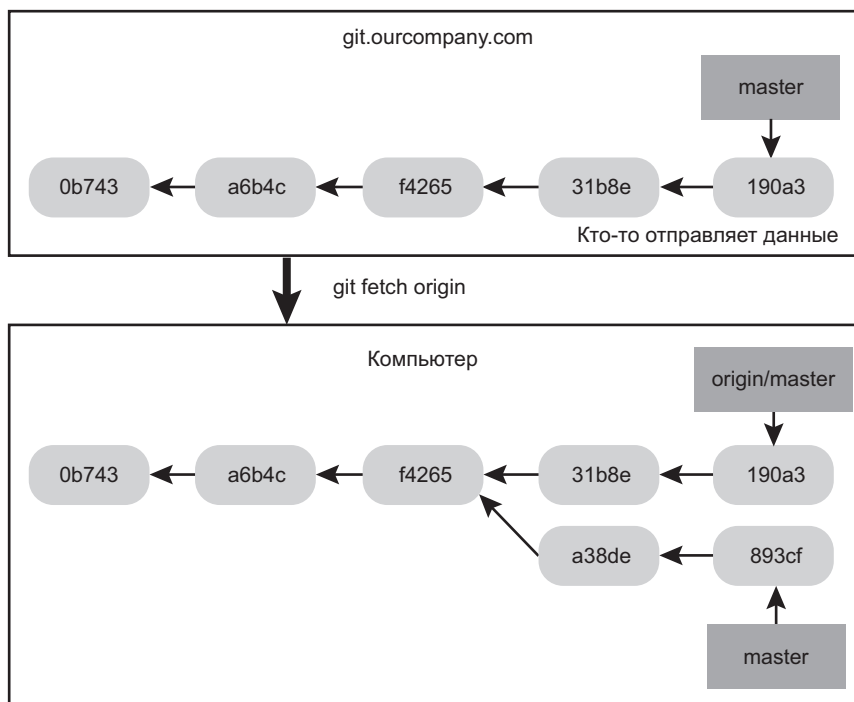 git.ourcompany.com
master
0b743 a6b4c f4265 31b8e 190a3
Кто-то отправляет данные
git fetch origin
Компьютер
origin/master
0b743 a6b4c f4265 31b8e 190a3
a38de 893cf
master